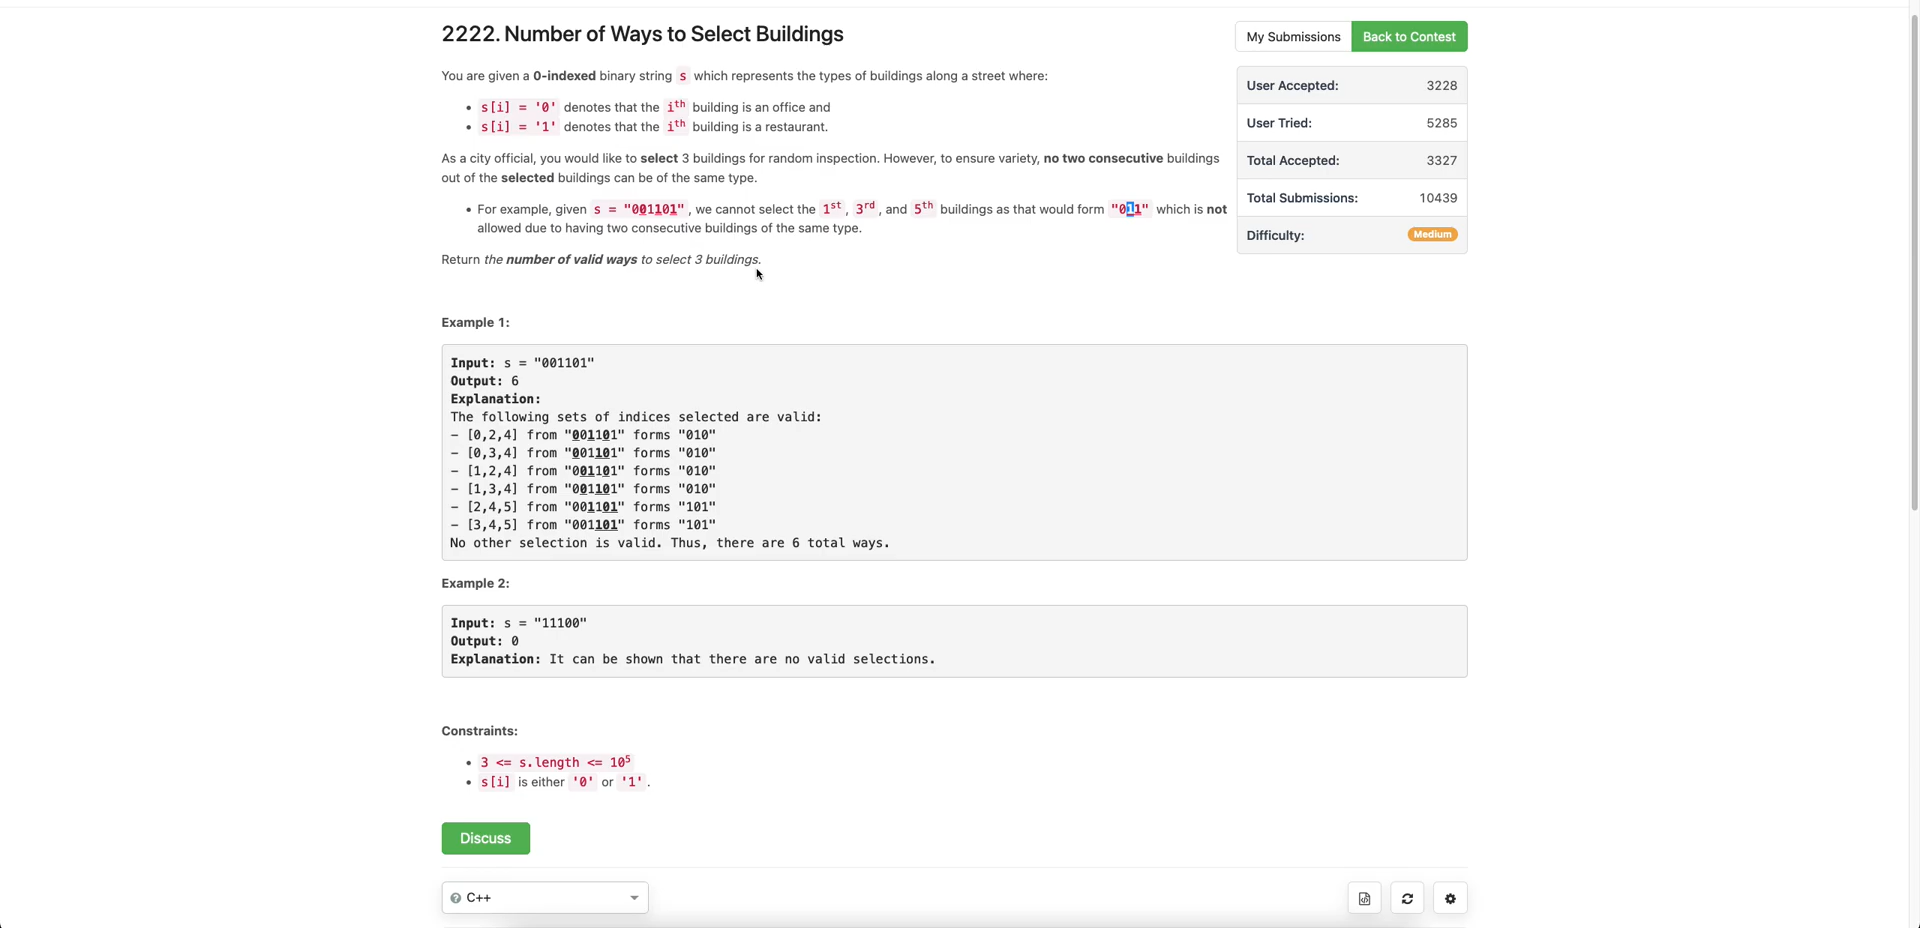 2222. Number of Ways to Select Buildings
My Submissions
Back to Contest
You are given a 0-indexed binary string s which represents the types of buildings along a street where:
• s[i] = '0' denotes that the ith building is an office and
• s[i] = '1' denotes that the ith building is a restaurant.
As a city official, you would like to select 3 buildings for random inspection. However, to ensure variety, no two consecutive buildings
out of the selected buildings can be of the same type.
• For example, given s = "001101", we cannot select the 1st, 3rd, and 5th buildings as that would form "011" which is not
allowed due to having two consecutive buildings of the same type.
Return the number of valid ways to select 3 buildings.
User Accepted: 3228
User Tried: 5285
Total Accepted: 3327
Total Submissions: 10439
Difficulty: Medium
Example 1:
Input: s = "001101"
Output: 6
Explanation:
The following sets of indices selected are valid:
- [0,2,4] from "001101" forms "010"
- [0,3,4] from "001101" forms "010"
- [1,2,4] from "001101" forms "010"
- [1,3,4] from "001101" forms "010"
- [2,4,5] from "001101" forms "101"
- [3,4,5] from "001101" forms "101"
No other selection is valid. Thus, there are 6 total ways.
Example 2:
Input: s = "11100"
Output: 0
Explanation: It can be shown that there are no valid selections.
Constraints:
• 3 <= s.length <= 10^5
• s[i] is either '0' or '1'.
Discuss
C++